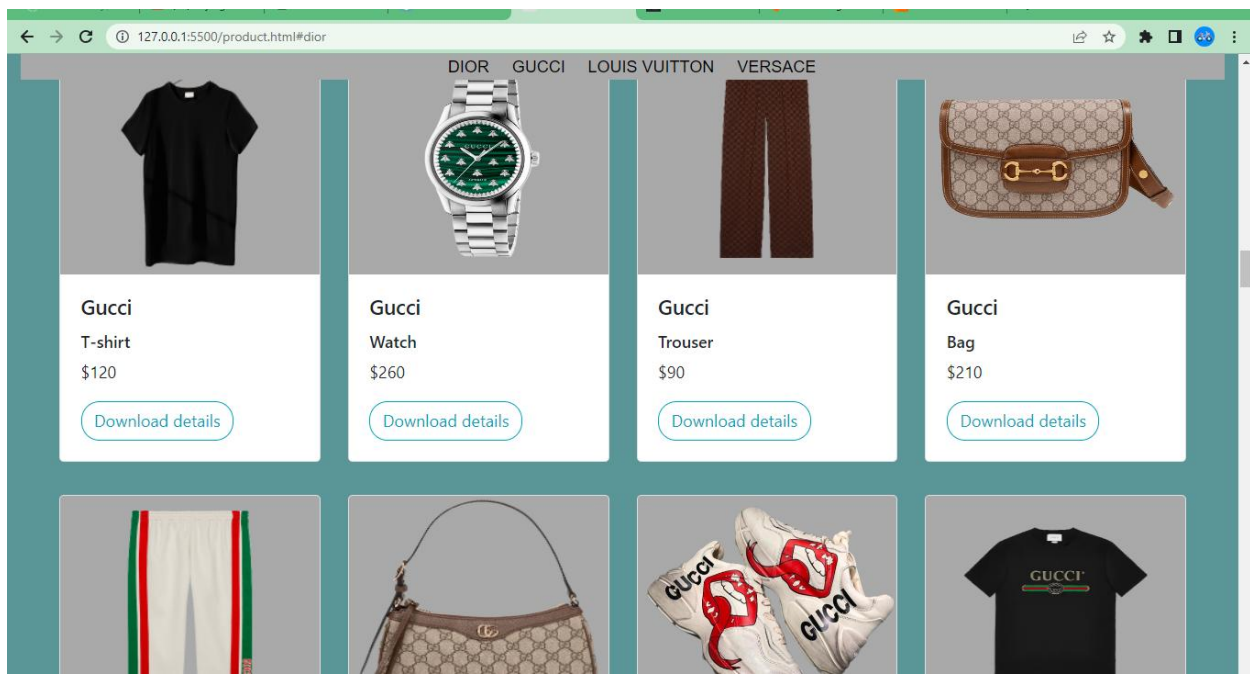 127.0.0.1:5500/product.html#dior
DIOR GUCCI LOUIS VUITTON VERSACE
GUCCI
Gucci
T-shirt
$120
Download details
Gucci
Watch
$260
Download details
Gucci
Trouser
$90
Download details
Gucci
Bag
$210
Download details
GUCCI
GUCCI
GUCCI